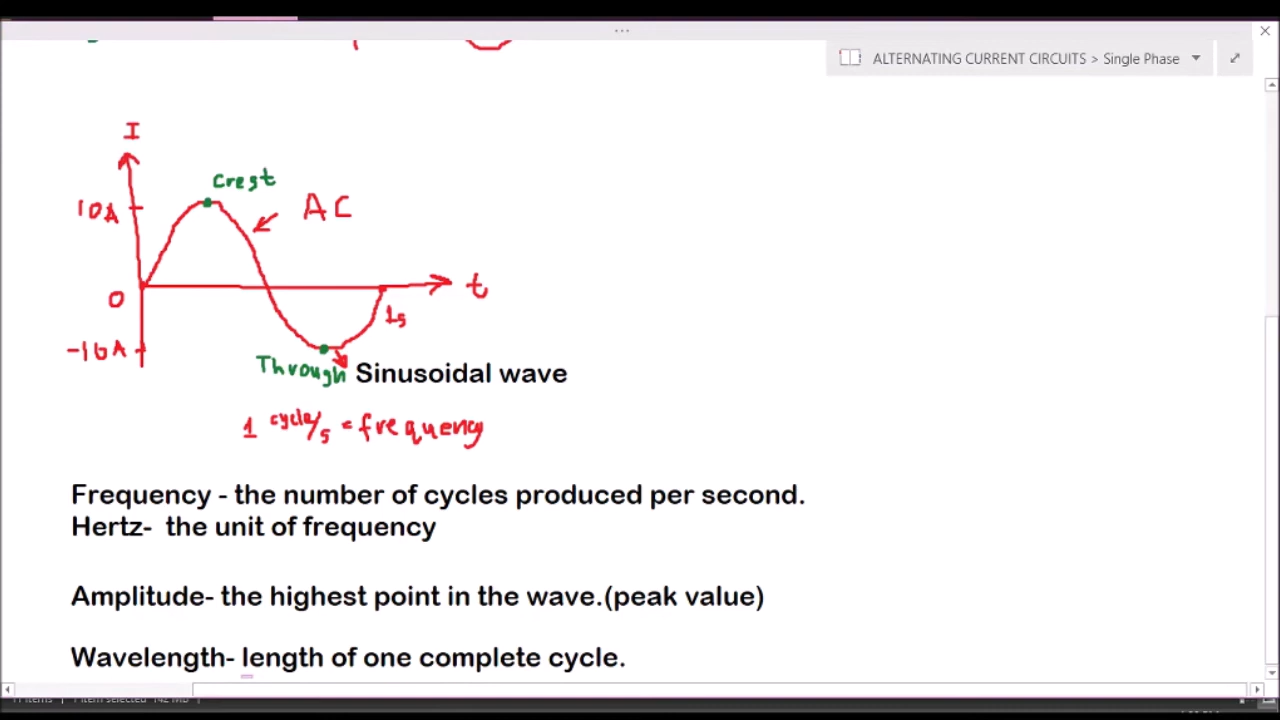 ALTERNATING CURRENT CIRCUITS > Single Phase
I
Crest
10A
AC
t
0
1s
-10A
Through
Sinusoidal wave
1 cycle/s = frequency
Frequency - the number of cycles produced per second.
Hertz-  the unit of frequency
Amplitude- the highest point in the wave.(peak value)
Wavelength- length of one complete cycle.